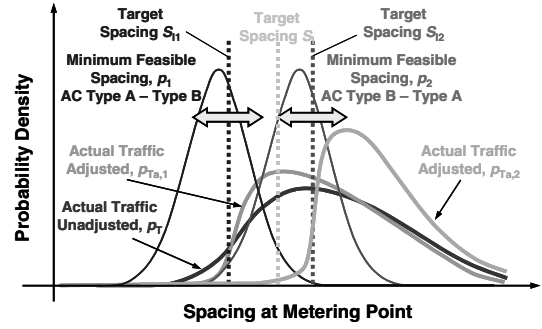 Target
Spacing SI1
Target
Spacing S
Target
Spacing SI2
Minimum Feasible
Spacing, p1
AC Type A – Type B
Minimum Feasible
Spacing, p2
AC Type B – Type A
Actual Traffic
Adjusted, pTa,1
Actual Traffic
Adjusted, pTa,2
Actual Traffic
Unadjusted, pT
Probability Density
Spacing at Metering Point